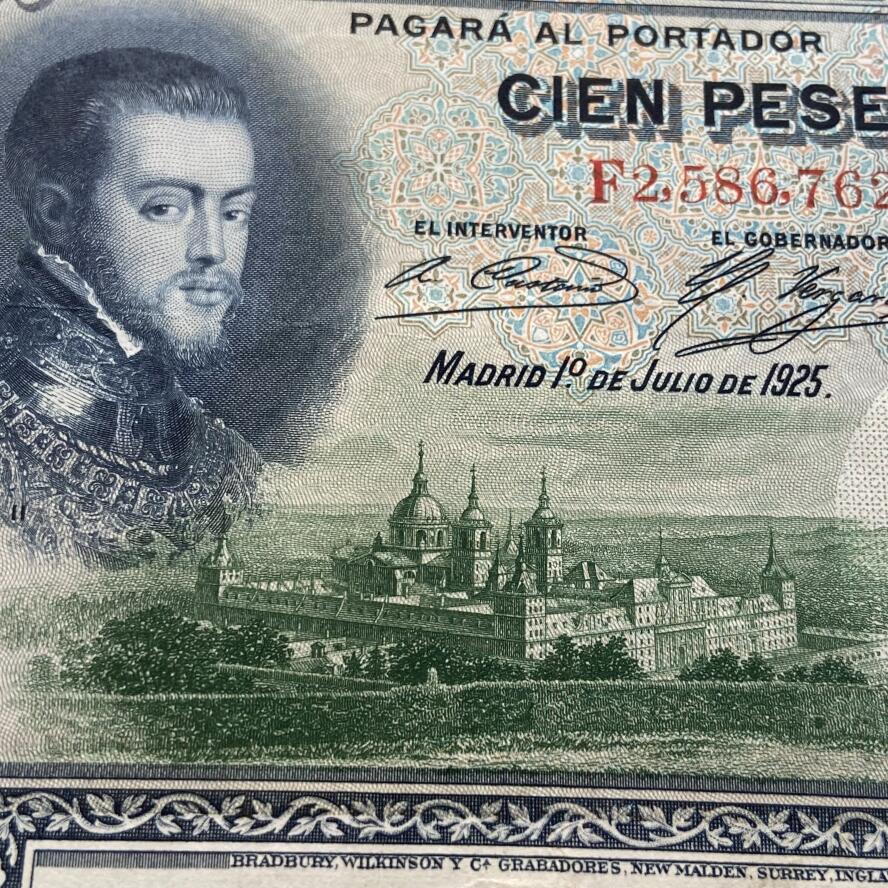 PAGARÁ AL PORTADOR
CIEN PESE
F2,586,762
EL INTERVENTOR
EL GOBERNADOR
MADRID 1º DE JULIO DE 1925.
BRADBURY, WILKINSON Y Cª GRABADORES, NEW MALDEN, SURREY, INGLA